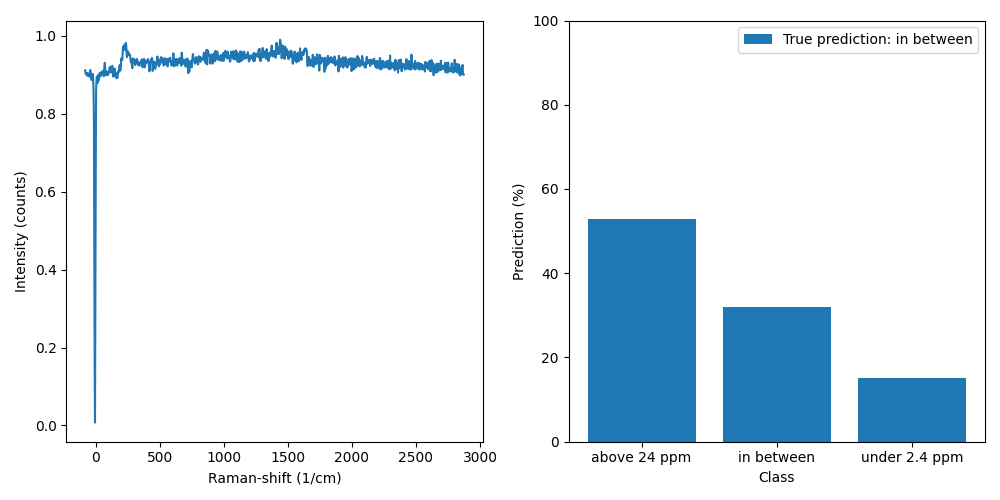 1.0
0.8
0.6
0.4
0.2
0.0
Intensity (counts)
0 500 1000 1500 2000 2500 3000
Raman-shift (1/cm)
100
80
60
40
20
0
Prediction (%)
True prediction: in between
above 24 ppm in between under 2.4 ppm
Class